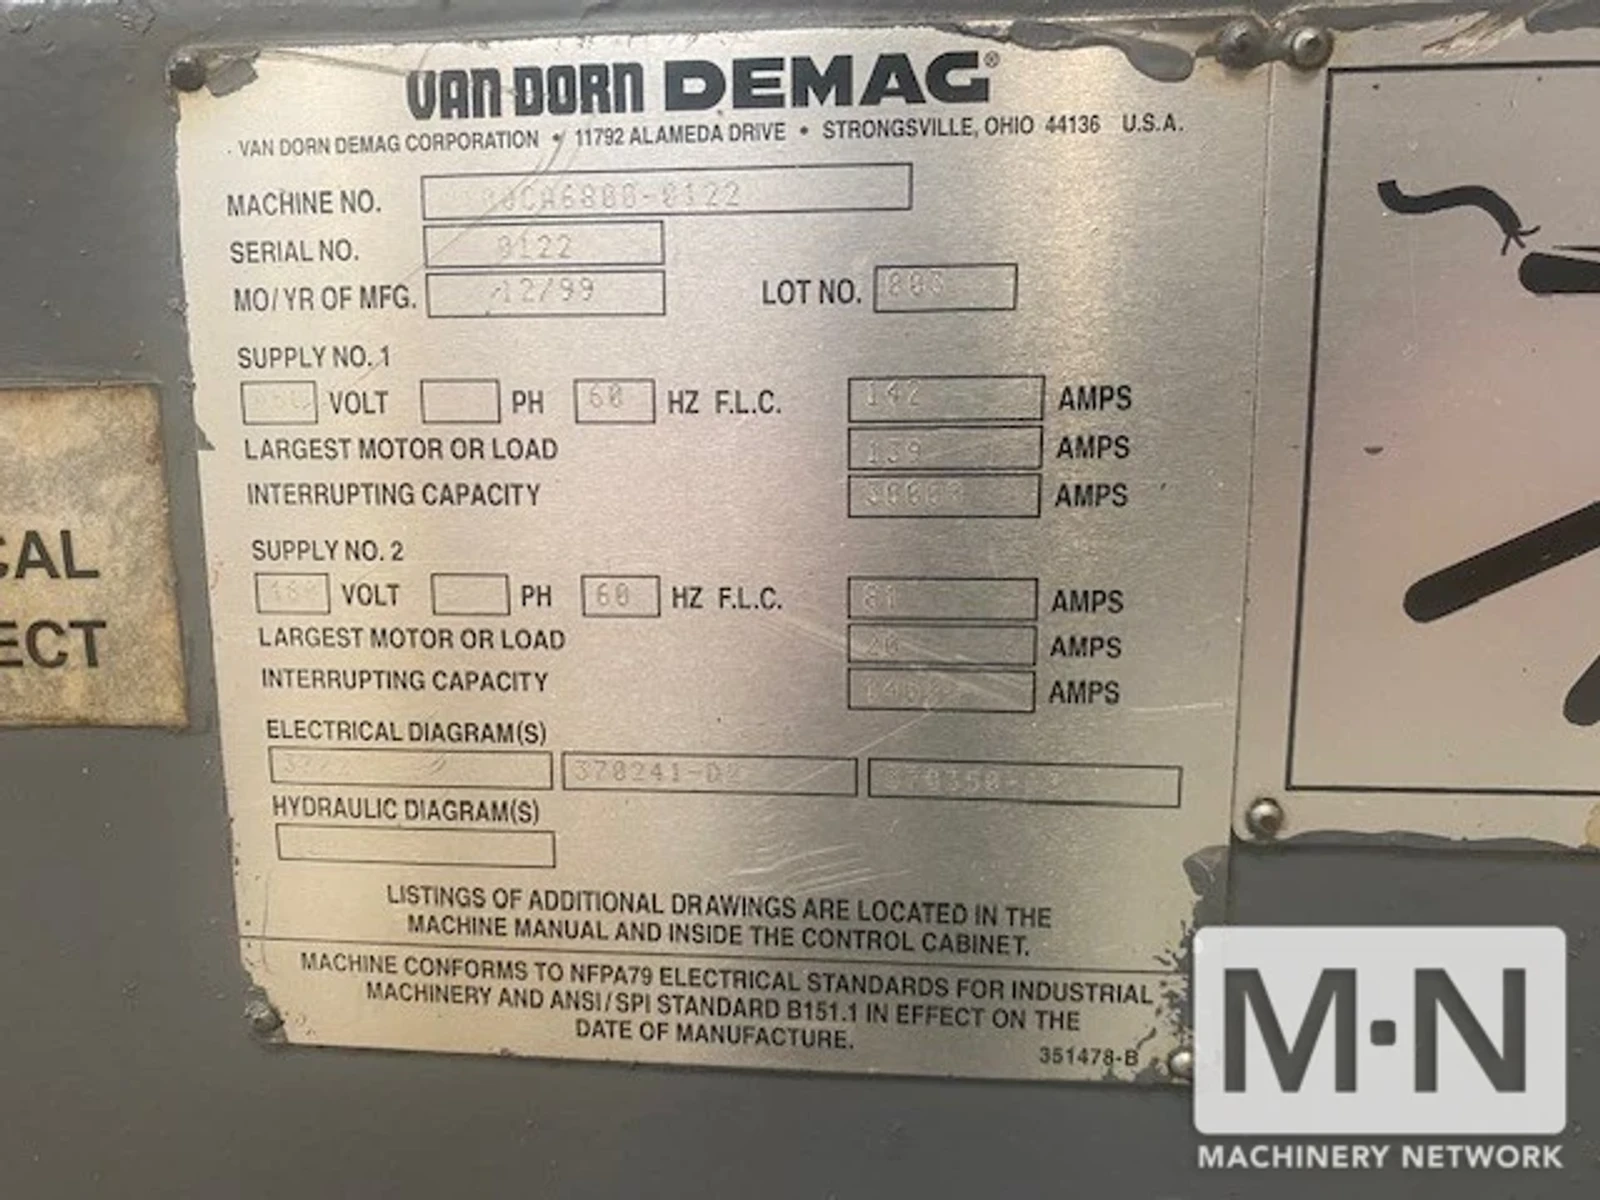 VAN DORN DEMAG®
VAN DORN DEMAG CORPORATION • 11792 ALAMEDA DRIVE • STRONGSVILLE, OHIO 44136 U.S.A.
MACHINE NO.
SERIAL NO. 0122
MO/YR OF MFG. 12/99 LOT NO.
SUPPLY NO. 1
VOLT PH 60 HZ F.L.C. 142 AMPS
LARGEST MOTOR OR LOAD 139 AMPS
INTERRUPTING CAPACITY AMPS
SUPPLY NO. 2
VOLT PH 60 HZ F.L.C. 81 AMPS
LARGEST MOTOR OR LOAD 20 AMPS
INTERRUPTING CAPACITY AMPS
ELECTRICAL DIAGRAM(S)
HYDRAULIC DIAGRAM(S)
LISTINGS OF ADDITIONAL DRAWINGS ARE LOCATED IN THE
MACHINE MANUAL AND INSIDE THE CONTROL CABINET.
MACHINE CONFORMS TO NFPA79 ELECTRICAL STANDARDS FOR INDUSTRIAL
MACHINERY AND ANSI/SPI STANDARD B151.1 IN EFFECT ON THE
DATE OF MANUFACTURE.
351478-B
CAL
ECT
M·N
MACHINERY NETWORK